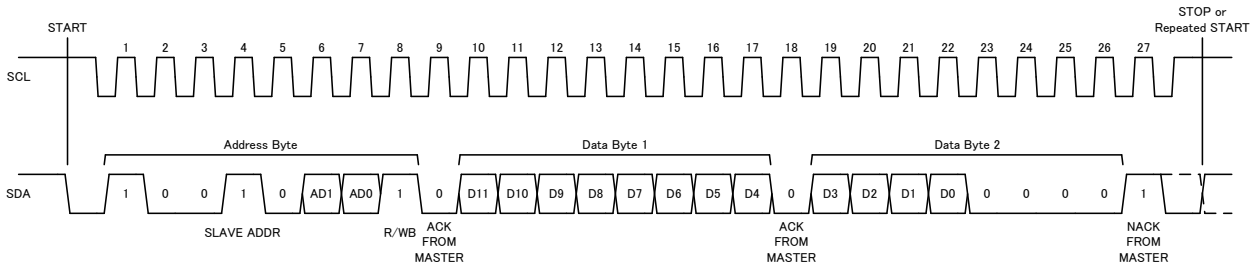 START
STOP or
Repeated START
1 2 3 4 5 6 7 8 9 10 11 12 13 14 15 16 17 18 19 20 21 22 23 24 25 26 27
SCL
Address Byte Data Byte 1 Data Byte 2
SDA 1 0 0 1 0 AD1 AD0 1 0 D11 D10 D9 D8 D7 D6 D5 D4 0 D3 D2 D1 D0 0 0 0 0 1
SLAVE ADDR R/WB
ACK
FROM
MASTER
ACK
FROM
MASTER
NACK
FROM
MASTER